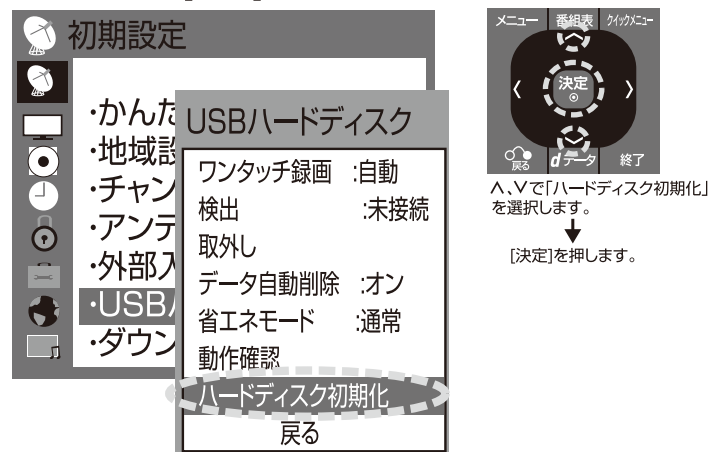 初期設定
・かんた
・地域設
・チャン
・アンテ
・外部入
・USBハ
・ダウン
USBハードディスク
ワンタッチ録画 :自動
検出 :未接続
取外し
データ自動削除 :オン
省エネモード :通常
動作確認
ハードディスク初期化
戻る
メニュー 番組表 クイックメニュー
決定
戻る dデータ 終了
∧、∨で「ハードディスク初期化」
を選択します。
[決定]を押します。